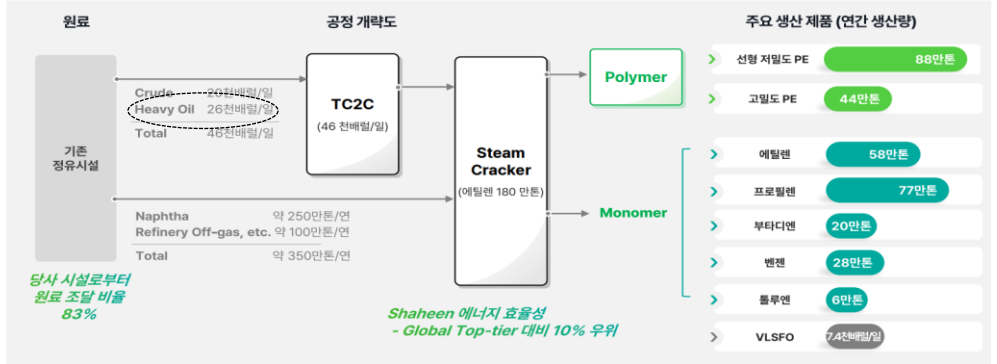 원료
공정 개략도
주요 생산 제품 (연간 생산량)
기존
정유시설
Crude 20천배럴/일
Heavy Oil 26천배럴/일
Total 46천배럴/일
TC2C
(46 천배럴/일)
Naphtha 약 250만톤/연
Refinery Off-gas, etc. 약 100만톤/연
Total 약 350만톤/연
Steam
Cracker
(에틸렌 180 만톤)
Polymer
Monomer
선형 저밀도 PE 88만톤
고밀도 PE 44만톤
에틸렌 58만톤
프로필렌 77만톤
부타디엔 20만톤
벤젠 28만톤
톨루엔 6만톤
VLSFO 7.4천배럴/일
당사 시설로부터
원료 조달 비율
83%
Shaheen 에너지 효율성
- Global Top-tier 대비 10% 우위